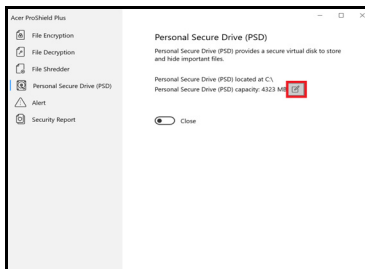 Acer ProShield Plus
File Encryption
File Decryption
File Shredder
Personal Secure Drive (PSD)
Alert
Security Report
Personal Secure Drive (PSD)
Personal Secure Drive (PSD) provides a secure virtual disk to store
and hide important files.
Personal Secure Drive (PSD) located at C:\
Personal Secure Drive (PSD) capacity: 4323 MB
Close